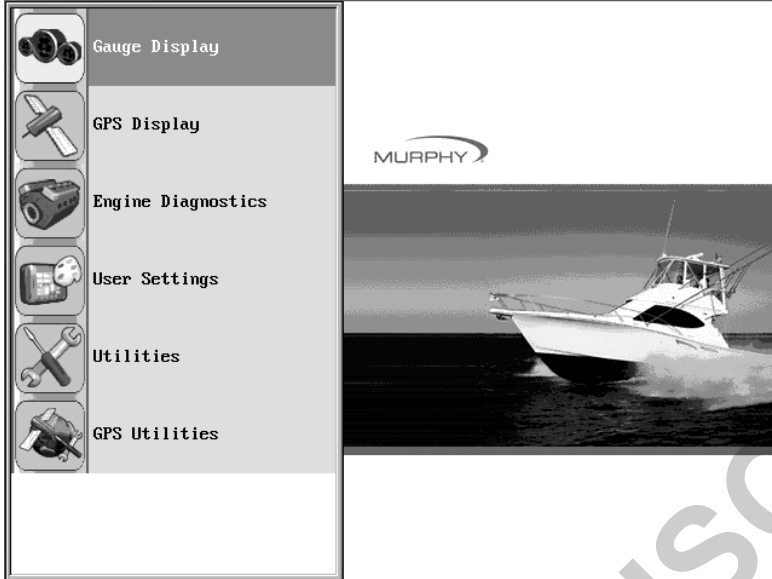 Gauge Display
GPS Display
MURPHY
Engine Diagnostics
User Settings
Utilities
GPS Utilities